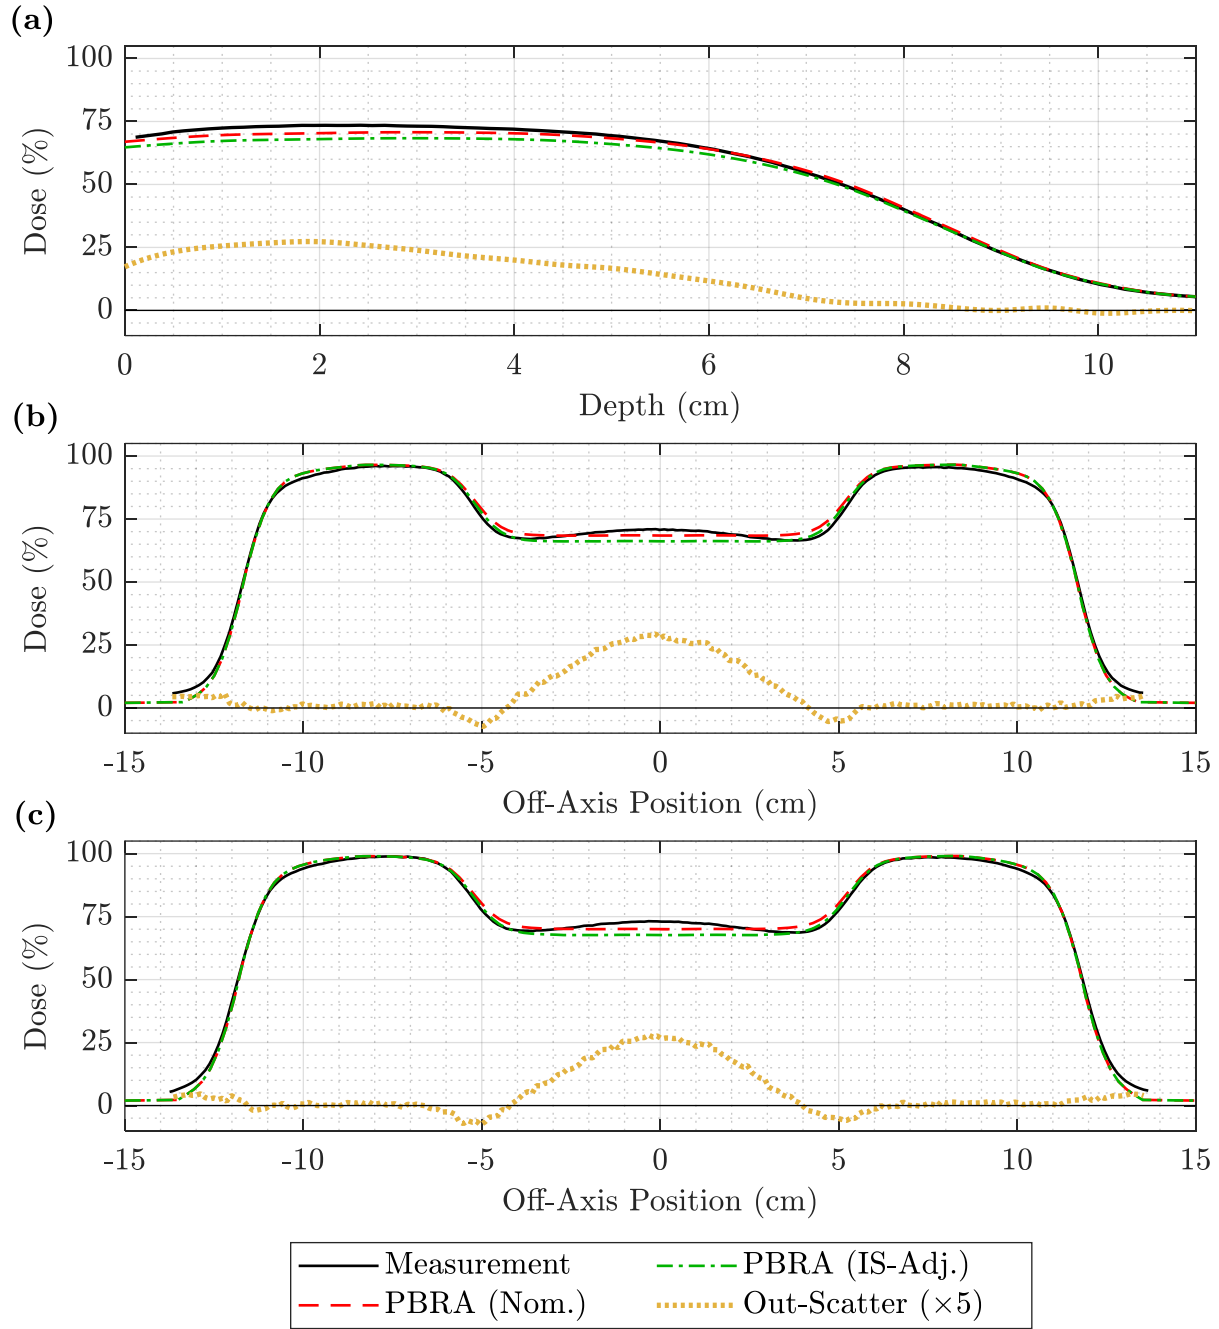 (a)
100
75
50
25
0
Dose (%)
0 2 4 6 8 10
Depth (cm)
(b)
100
75
50
25
0
Dose (%)
-15 -10 -5 0 5 10 15
Off-Axis Position (cm)
(c)
100
75
50
25
0
Dose (%)
-15 -10 -5 0 5 10 15
Off-Axis Position (cm)
Measurement PBRA (IS-Adj.)
PBRA (Nom.) Out-Scatter (×5)